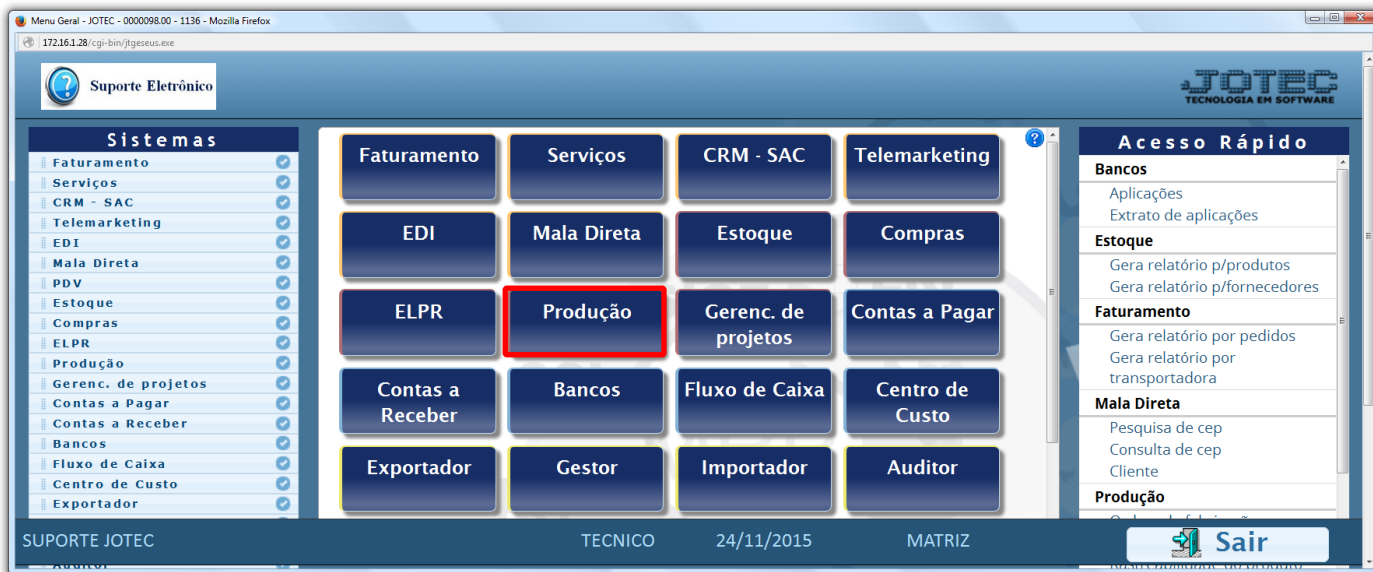 Menu Geral - JOTEC - 0000098.00 - 1136 - Mozilla Firefox
172.16.1.28/cgi-bin/jtgeseus.exe
Suporte Eletrônico
JOTEC
TECNOLOGIA EM SOFTWARE
Sistemas
Faturamento
Serviços
CRM - SAC
Telemarketing
EDI
Mala Direta
PDV
Estoque
Compras
ELPR
Produção
Gerenc. de projetos
Contas a Pagar
Contas a Receber
Bancos
Fluxo de Caixa
Centro de Custo
Exportador
Auditor
Faturamento
Serviços
CRM - SAC
Telemarketing
EDI
Mala Direta
Estoque
Compras
ELPR
Produção
Gerenc. de
projetos
Contas a Pagar
Contas a
Receber
Bancos
Fluxo de Caixa
Centro de
Custo
Exportador
Gestor
Importador
Auditor
Acesso Rápido
Bancos
Aplicações
Extrato de aplicações
Estoque
Gera relatório p/produtos
Gera relatório p/fornecedores
Faturamento
Gera relatório por pedidos
Gera relatório por
transportadora
Mala Direta
Pesquisa de cep
Consulta de cep
Cliente
Produção
SUPORTE JOTEC
TECNICO
24/11/2015
MATRIZ
Sair